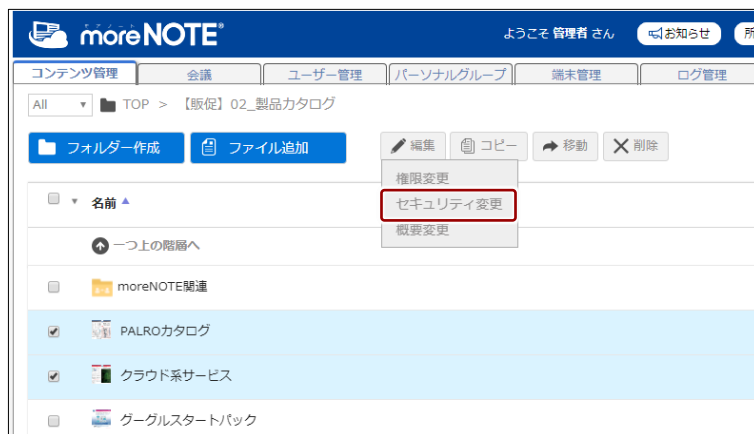 モアノート
moreNOTE®
ようこそ 管理者 さん
お知らせ
所
コンテンツ管理
会議
ユーザー管理
パーソナルグループ
端末管理
ログ管理
All ▼ TOP > 【販促】02_製品カタログ
フォルダー作成
ファイル追加
編集
コピー
移動
削除
権限変更
セキュリティ変更
概要変更
名前
一つ上の階層へ
moreNOTE関連
PALROカタログ
クラウド系サービス
グーグルスタートパック